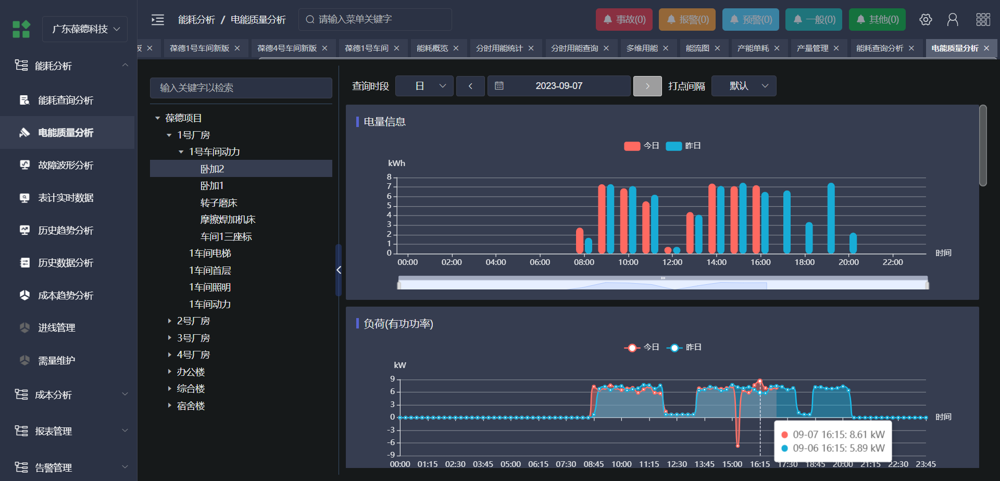 广东葆德科技
能耗分析 / 电能质量分析
请输入菜单关键字
事故(0)
报警(0)
预警(0)
一般(0)
其他(0)
葆德1号车间新版
葆德4号车间新版
葆德1号车间
能耗概览
分时用能统计
分时用能查询
多维用能
能流图
产能单耗
产量管理
能耗查询分析
电能质量分析
能耗分析
能耗查询分析
电能质量分析
故障波形分析
表计实时数据
历史趋势分析
历史数据分析
成本趋势分析
进线管理
需量维护
成本分析
报表管理
告警管理
输入关键字以检索
葆德项目
1号厂房
1号车间动力
卧加2
卧加1
转子磨床
摩擦焊加机床
车间1三座标
1车间电梯
1车间首层
1车间照明
1车间动力
2号厂房
3号厂房
4号厂房
办公楼
综合楼
宿舍楼
查询时段
日
2023-09-07
打点间隔
默认
电量信息
今日
昨日
kWh
8
7
6
5
4
3
2
1
0
00:00 02:00 04:00 06:00 08:00 10:00 12:00 14:00 16:00 18:00 20:00 22:00
时间
负荷(有功功率)
今日
昨日
kW
9
6
3
0
-3
-6
-9
时间
09-07 16:15: 8.61 kW
09-06 16:15: 5.89 kW
00:00 01:15 02:30 03:45 05:00 06:15 07:30 08:45 10:00 11:15 12:30 13:45 15:00 16:15 17:30 18:45 20:00 21:15 22:30 23:45